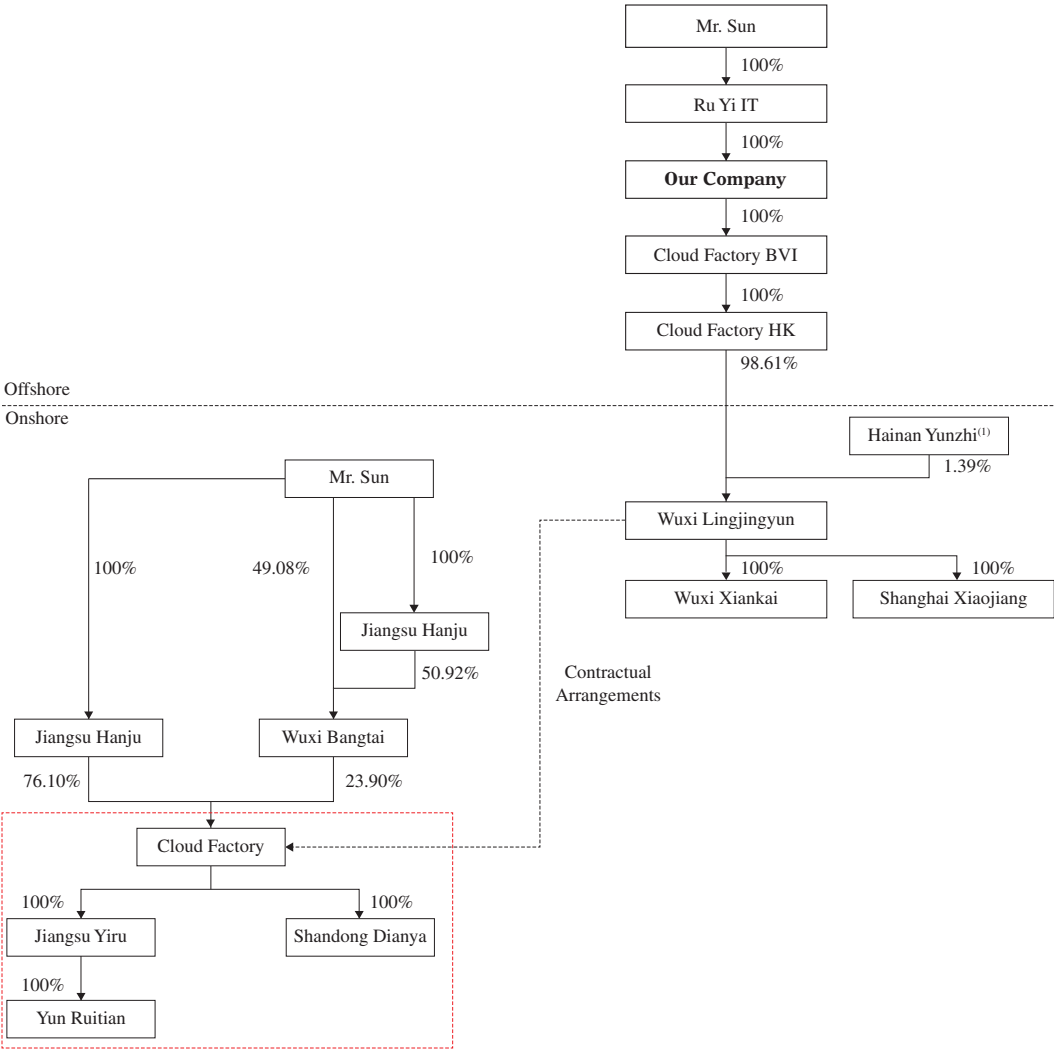 Mr. Sun
100%
Ru Yi IT
100%
Our Company
100%
Cloud Factory BVI
100%
Cloud Factory HK
98.61%
Offshore
Onshore
Hainan Yunzhi(1)
1.39%
Mr. Sun
Wuxi Lingjingyun
100%
49.08%
100%
100%
100%
Wuxi Xiankai
Shanghai Xiaojiang
Jiangsu Hanju
50.92%
Contractual
Arrangements
Jiangsu Hanju
Wuxi Bangtai
76.10%
23.90%
Cloud Factory
100%
100%
Jiangsu Yiru
Shandong Dianya
100%
Yun Ruitian